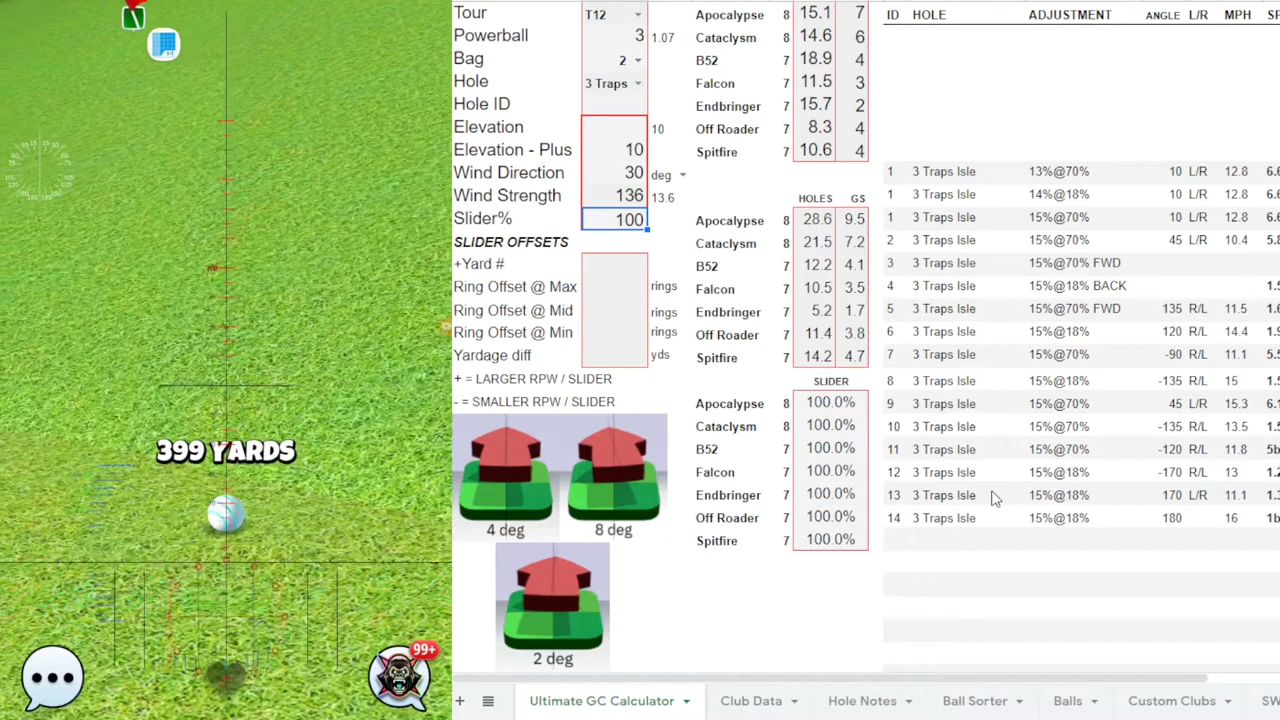 399 YARDS
99+
Tour T12
Powerball 3 1.07
Bag 2
Hole 3 Traps
Hole ID
Elevation 10
Elevation - Plus 10
Wind Direction 30 deg
Wind Strength 136 13.6
Slider% 100
SLIDER OFFSETS
+Yard #
Ring Offset @ Max rings
Ring Offset @ Mid rings
Ring Offset @ Min rings
Yardage diff yds
+ = LARGER RPW / SLIDER
- = SMALLER RPW / SLIDER
4 deg 8 deg
2 deg
Apocalypse 8 15.1 7
Cataclysm 8 14.6 6
B52 7 18.9 4
Falcon 7 11.5 3
Endbringer 7 15.7 2
Off Roader 7 8.3 4
Spitfire 7 10.6 4
HOLES GS
Apocalypse 8 28.6 9.5
Cataclysm 8 21.5 7.2
B52 7 12.2 4.1
Falcon 7 10.5 3.5
Endbringer 7 5.2 1.7
Off Roader 7 11.4 3.8
Spitfire 7 14.2 4.7
SLIDER
Apocalypse 8 100.0%
Cataclysm 8 100.0%
B52 7 100.0%
Falcon 7 100.0%
Endbringer 7 100.0%
Off Roader 7 100.0%
Spitfire 7 100.0%
ID HOLE ADJUSTMENT ANGLE L/R MPH
1 3 Traps Isle 13%@70% 10 L/R 12.8
1 3 Traps Isle 14%@18% 10 L/R 12.8
1 3 Traps Isle 15%@70% 10 L/R 12.8
2 3 Traps Isle 15%@70% 45 L/R 10.4
3 3 Traps Isle 15%@70% FWD
4 3 Traps Isle 15%@18% BACK
5 3 Traps Isle 15%@70% FWD 135 R/L 11.5
6 3 Traps Isle 15%@18% 120 R/L 14.4
7 3 Traps Isle 15%@70% -90 R/L 11.1
8 3 Traps Isle 15%@18% -135 R/L 15
9 3 Traps Isle 15%@70% 45 R/L 15.3
10 3 Traps Isle 15%@70% -135 R/L 13.5
11 3 Traps Isle 15%@70% -120 R/L 11.8
12 3 Traps Isle 15%@18% -170 R/L 13
13 3 Traps Isle 15%@18% 170 L/R 11.1
14 3 Traps Isle 15%@18% 180 16
+ Ultimate GC Calculator Club Data Hole Notes Ball Sorter Balls Custom Clubs